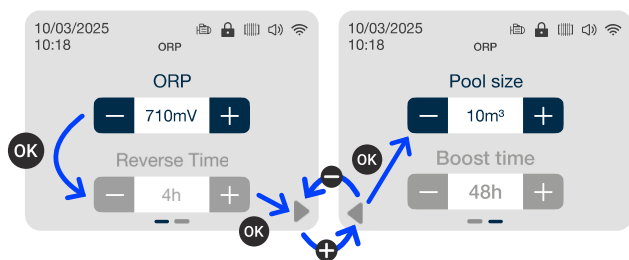 10/03/2025
10:18
ORP
ORP
− 710mV +
OK
Reverse Time
− 4h +
OK
−
+
10/03/2025
10:18
ORP
Pool size
− 10m³ +
OK
Boost time
− 48h +